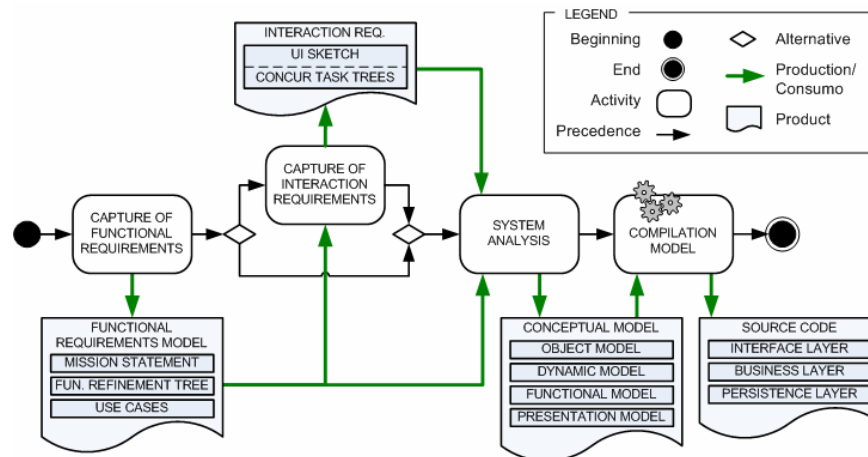 INTERACTION REQ.
UI SKETCH
CONCUR TASK TREES
LEGEND
Beginning
Alternative
End
Production/
Consumo
Activity
Precedence
Product
CAPTURE OF
FUNCTIONAL
REQUIREMENTS
CAPTURE OF
INTERACTION
REQUIREMENTS
SYSTEM
ANALYSIS
COMPILATION
MODEL
FUNCTIONAL
REQUIREMENTS MODEL
MISSION STATEMENT
FUN. REFINEMENT TREE
USE CASES
CONCEPTUAL MODEL
OBJECT MODEL
DYNAMIC MODEL
FUNCTIONAL MODEL
PRESENTATION MODEL
SOURCE CODE
INTERFACE LAYER
BUSINESS LAYER
PERSISTENCE LAYER